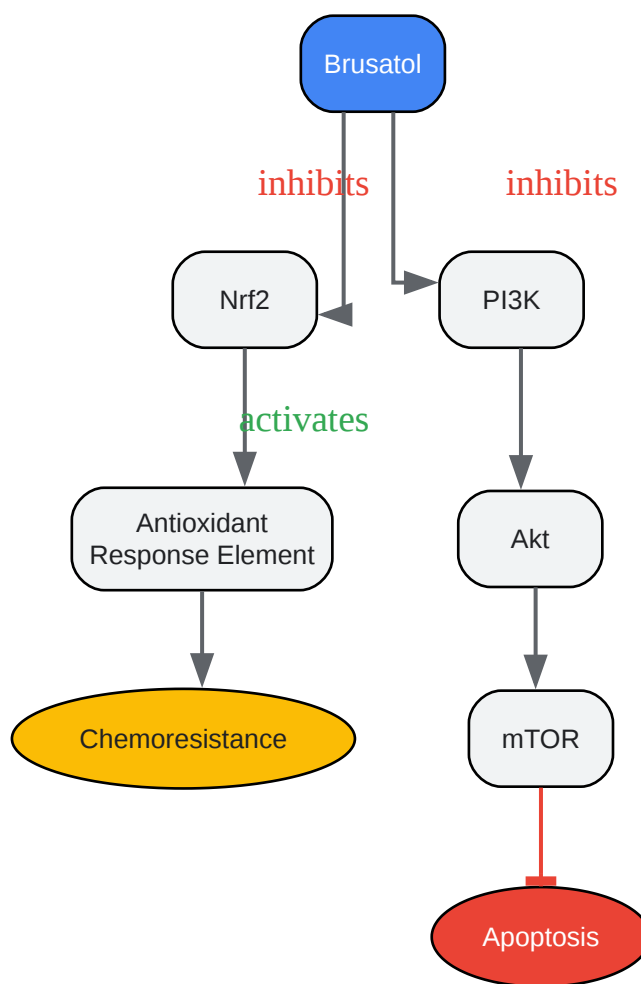 Brusatol
inhibits
inhibits
Nrf2
PI3K
activates
Antioxidant
Response Element
Akt
Chemoresistance
mTOR
Apoptosis